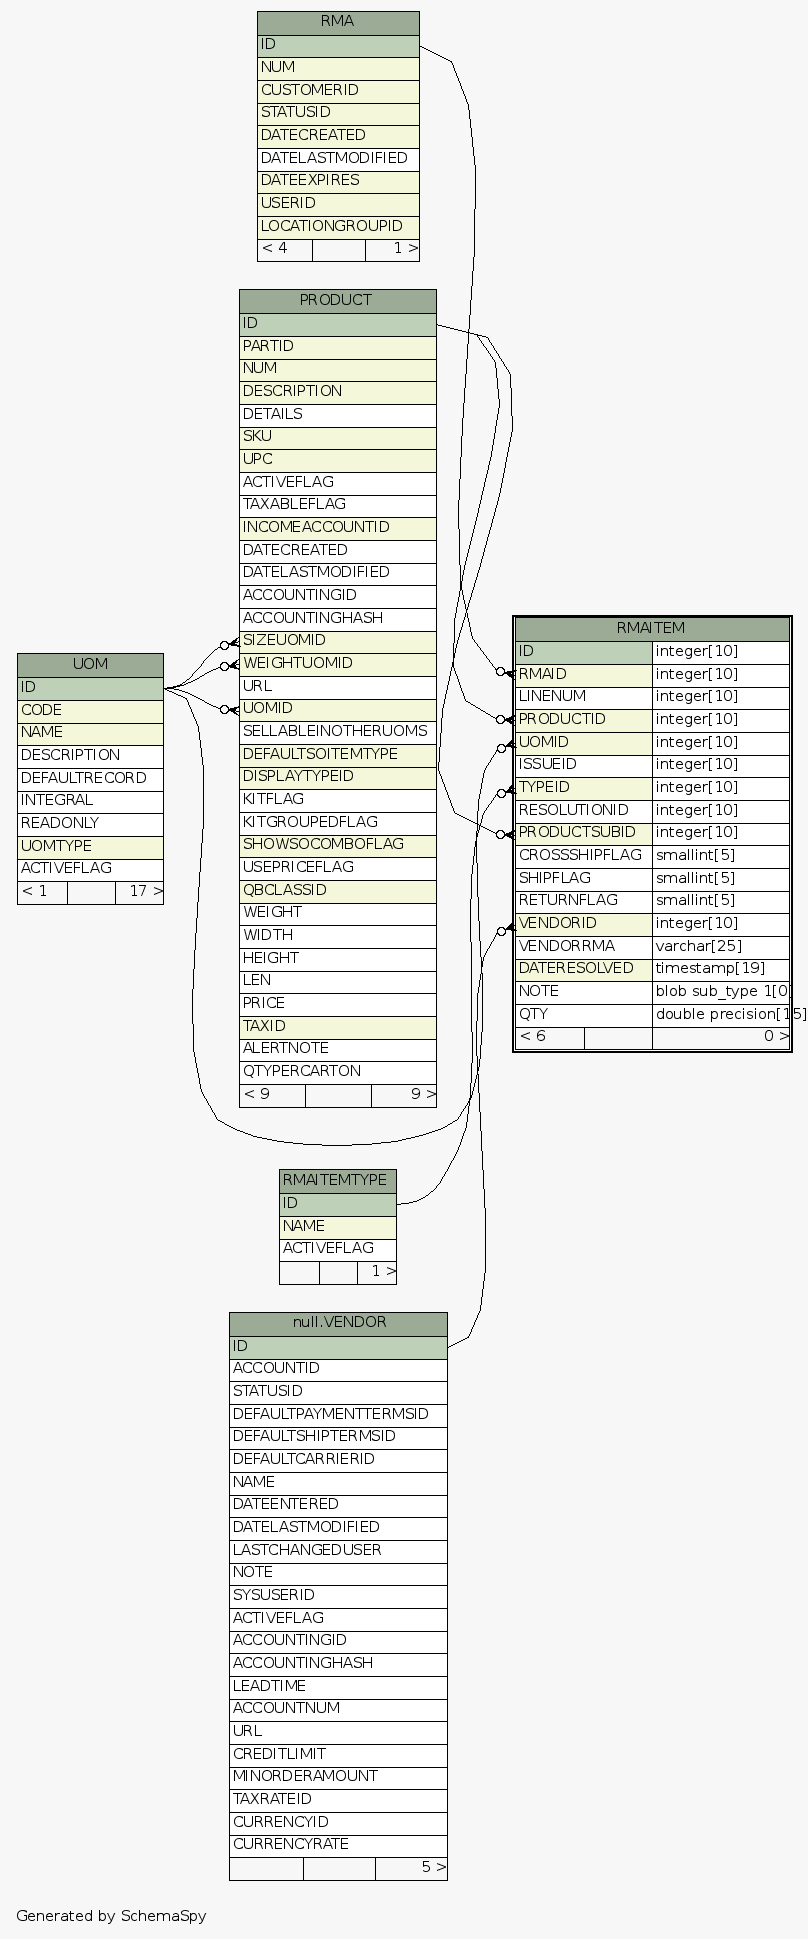 RMA
ID
NUM
CUSTOMERID
STATUSID
DATECREATED
DATELASTMODIFIED
DATEEXPIRES
USERID
LOCATIONGROUPID
< 4 1 >
PRODUCT
ID
PARTID
NUM
DESCRIPTION
DETAILS
SKU
UPC
ACTIVEFLAG
TAXABLEFLAG
INCOMEACCOUNTID
DATECREATED
DATELASTMODIFIED
ACCOUNTINGID
ACCOUNTINGHASH
SIZEUOMID
WEIGHTUOMID
URL
UOMID
SELLABLEINOTHERUOMS
DEFAULTSOITEMTYPE
DISPLAYTYPEID
KITFLAG
KITGROUPEDFLAG
SHOWSOCOMBOFLAG
USEPRICEFLAG
QBCLASSID
WEIGHT
WIDTH
HEIGHT
LEN
PRICE
TAXID
ALERTNOTE
QTYPERCARTON
< 9 9 >
UOM
ID
CODE
NAME
DESCRIPTION
DEFAULTRECORD
INTEGRAL
READONLY
UOMTYPE
ACTIVEFLAG
< 1 17 >
RMAITEM
ID integer[10]
RMAID integer[10]
LINENUM integer[10]
PRODUCTID integer[10]
UOMID integer[10]
ISSUEID integer[10]
TYPEID integer[10]
RESOLUTIONID integer[10]
PRODUCTSUBID integer[10]
CROSSSHIPFLAG smallint[5]
SHIPFLAG smallint[5]
RETURNFLAG smallint[5]
VENDORID integer[10]
VENDORRMA varchar[25]
DATERESOLVED timestamp[19]
NOTE blob sub_type 1[0]
QTY double precision[15]
< 6 0 >
RMAITEMTYPE
ID
NAME
ACTIVEFLAG
1 >
null.VENDOR
ID
ACCOUNTID
STATUSID
DEFAULTPAYMENTTERMSID
DEFAULTSHIPTERMSID
DEFAULTCARRIERID
NAME
DATEENTERED
DATELASTMODIFIED
LASTCHANGEDUSER
NOTE
SYSUSERID
ACTIVEFLAG
ACCOUNTINGID
ACCOUNTINGHASH
LEADTIME
ACCOUNTNUM
URL
CREDITLIMIT
MINORDERAMOUNT
TAXRATEID
CURRENCYID
CURRENCYRATE
5 >
Generated by SchemaSpy